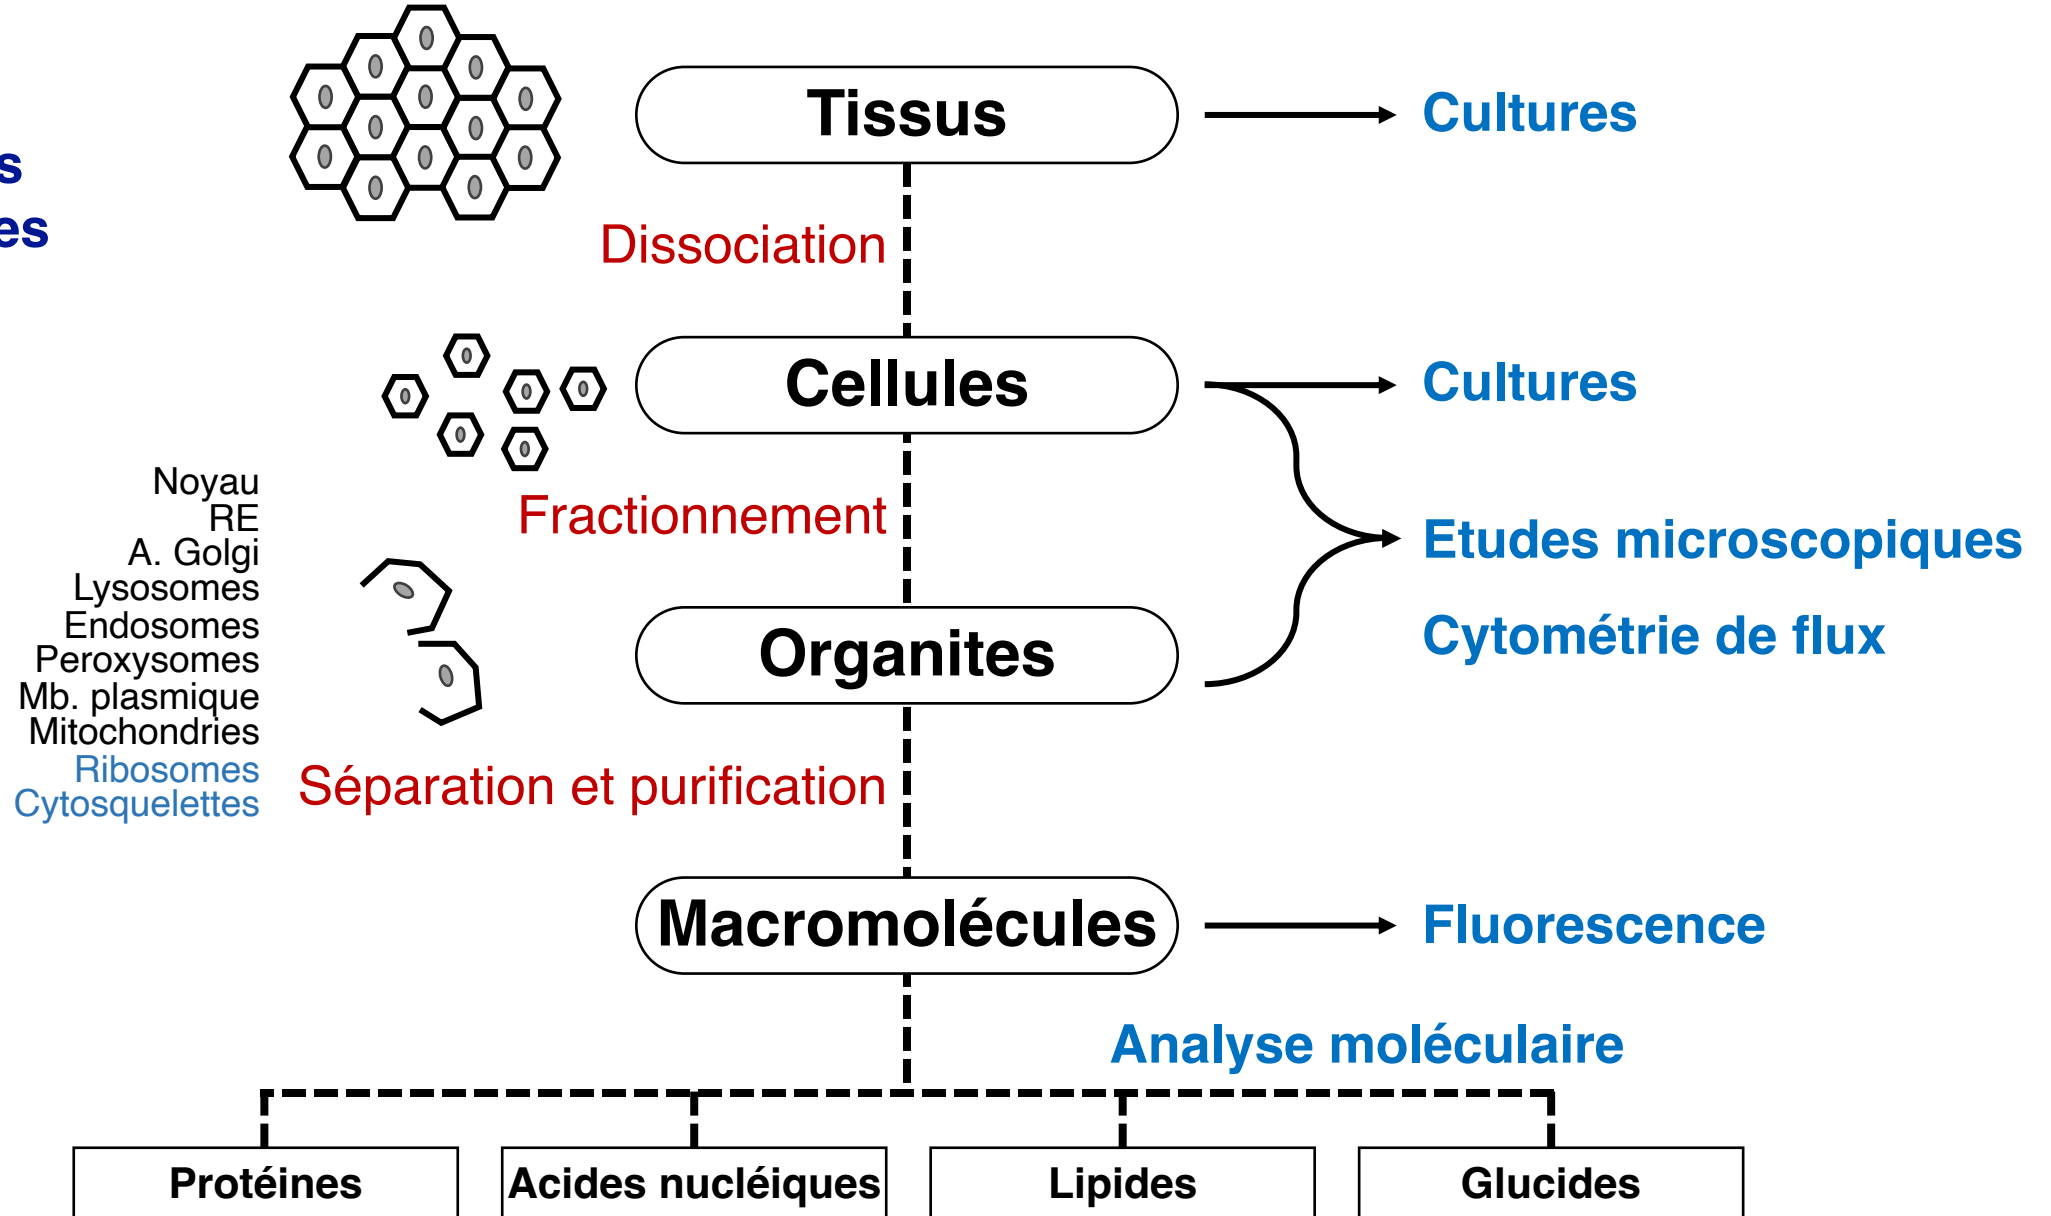 Tissus
Cultures
Dissociation
Cellules
Cultures
Noyau
RE
A. Golgi
Lysosomes
Endosomes
Peroxysomes
Mb. plasmique
Mitochondries
Ribosomes
Cytosquelettes
Fractionnement
Etudes microscopiques
Cytométrie de flux
Organites
Séparation et purification
Macromolécules
Fluorescence
Analyse moléculaire
Protéines
Acides nucléiques
Lipides
Glucides